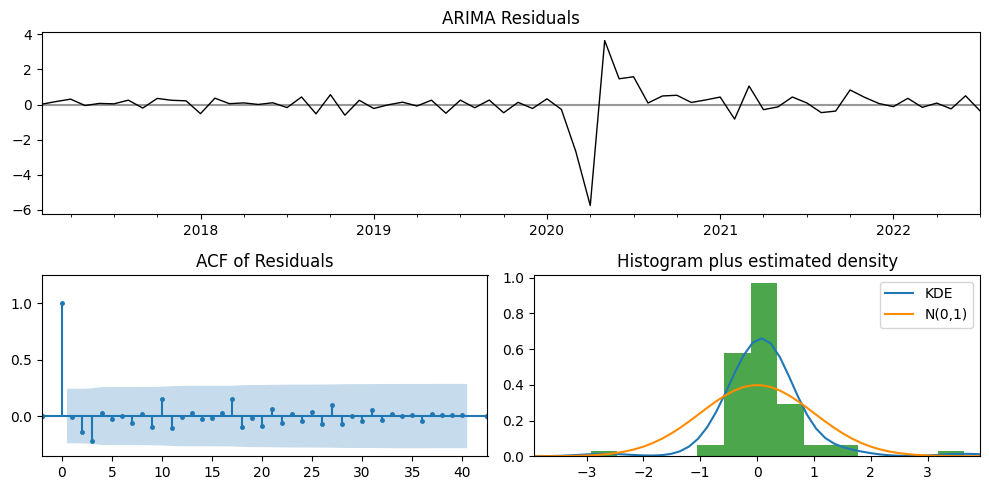 ARIMA Residuals
4
2
0
−2
−4
−6
2018 2019 2020 2021 2022
ACF of Residuals
1.0
0.5
0.0
0 5 10 15 20 25 30 35 40
Histogram plus estimated density
1.0
0.8
0.6
0.4
0.2
0.0
KDE
N(0,1)
−3 −2 −1 0 1 2 3